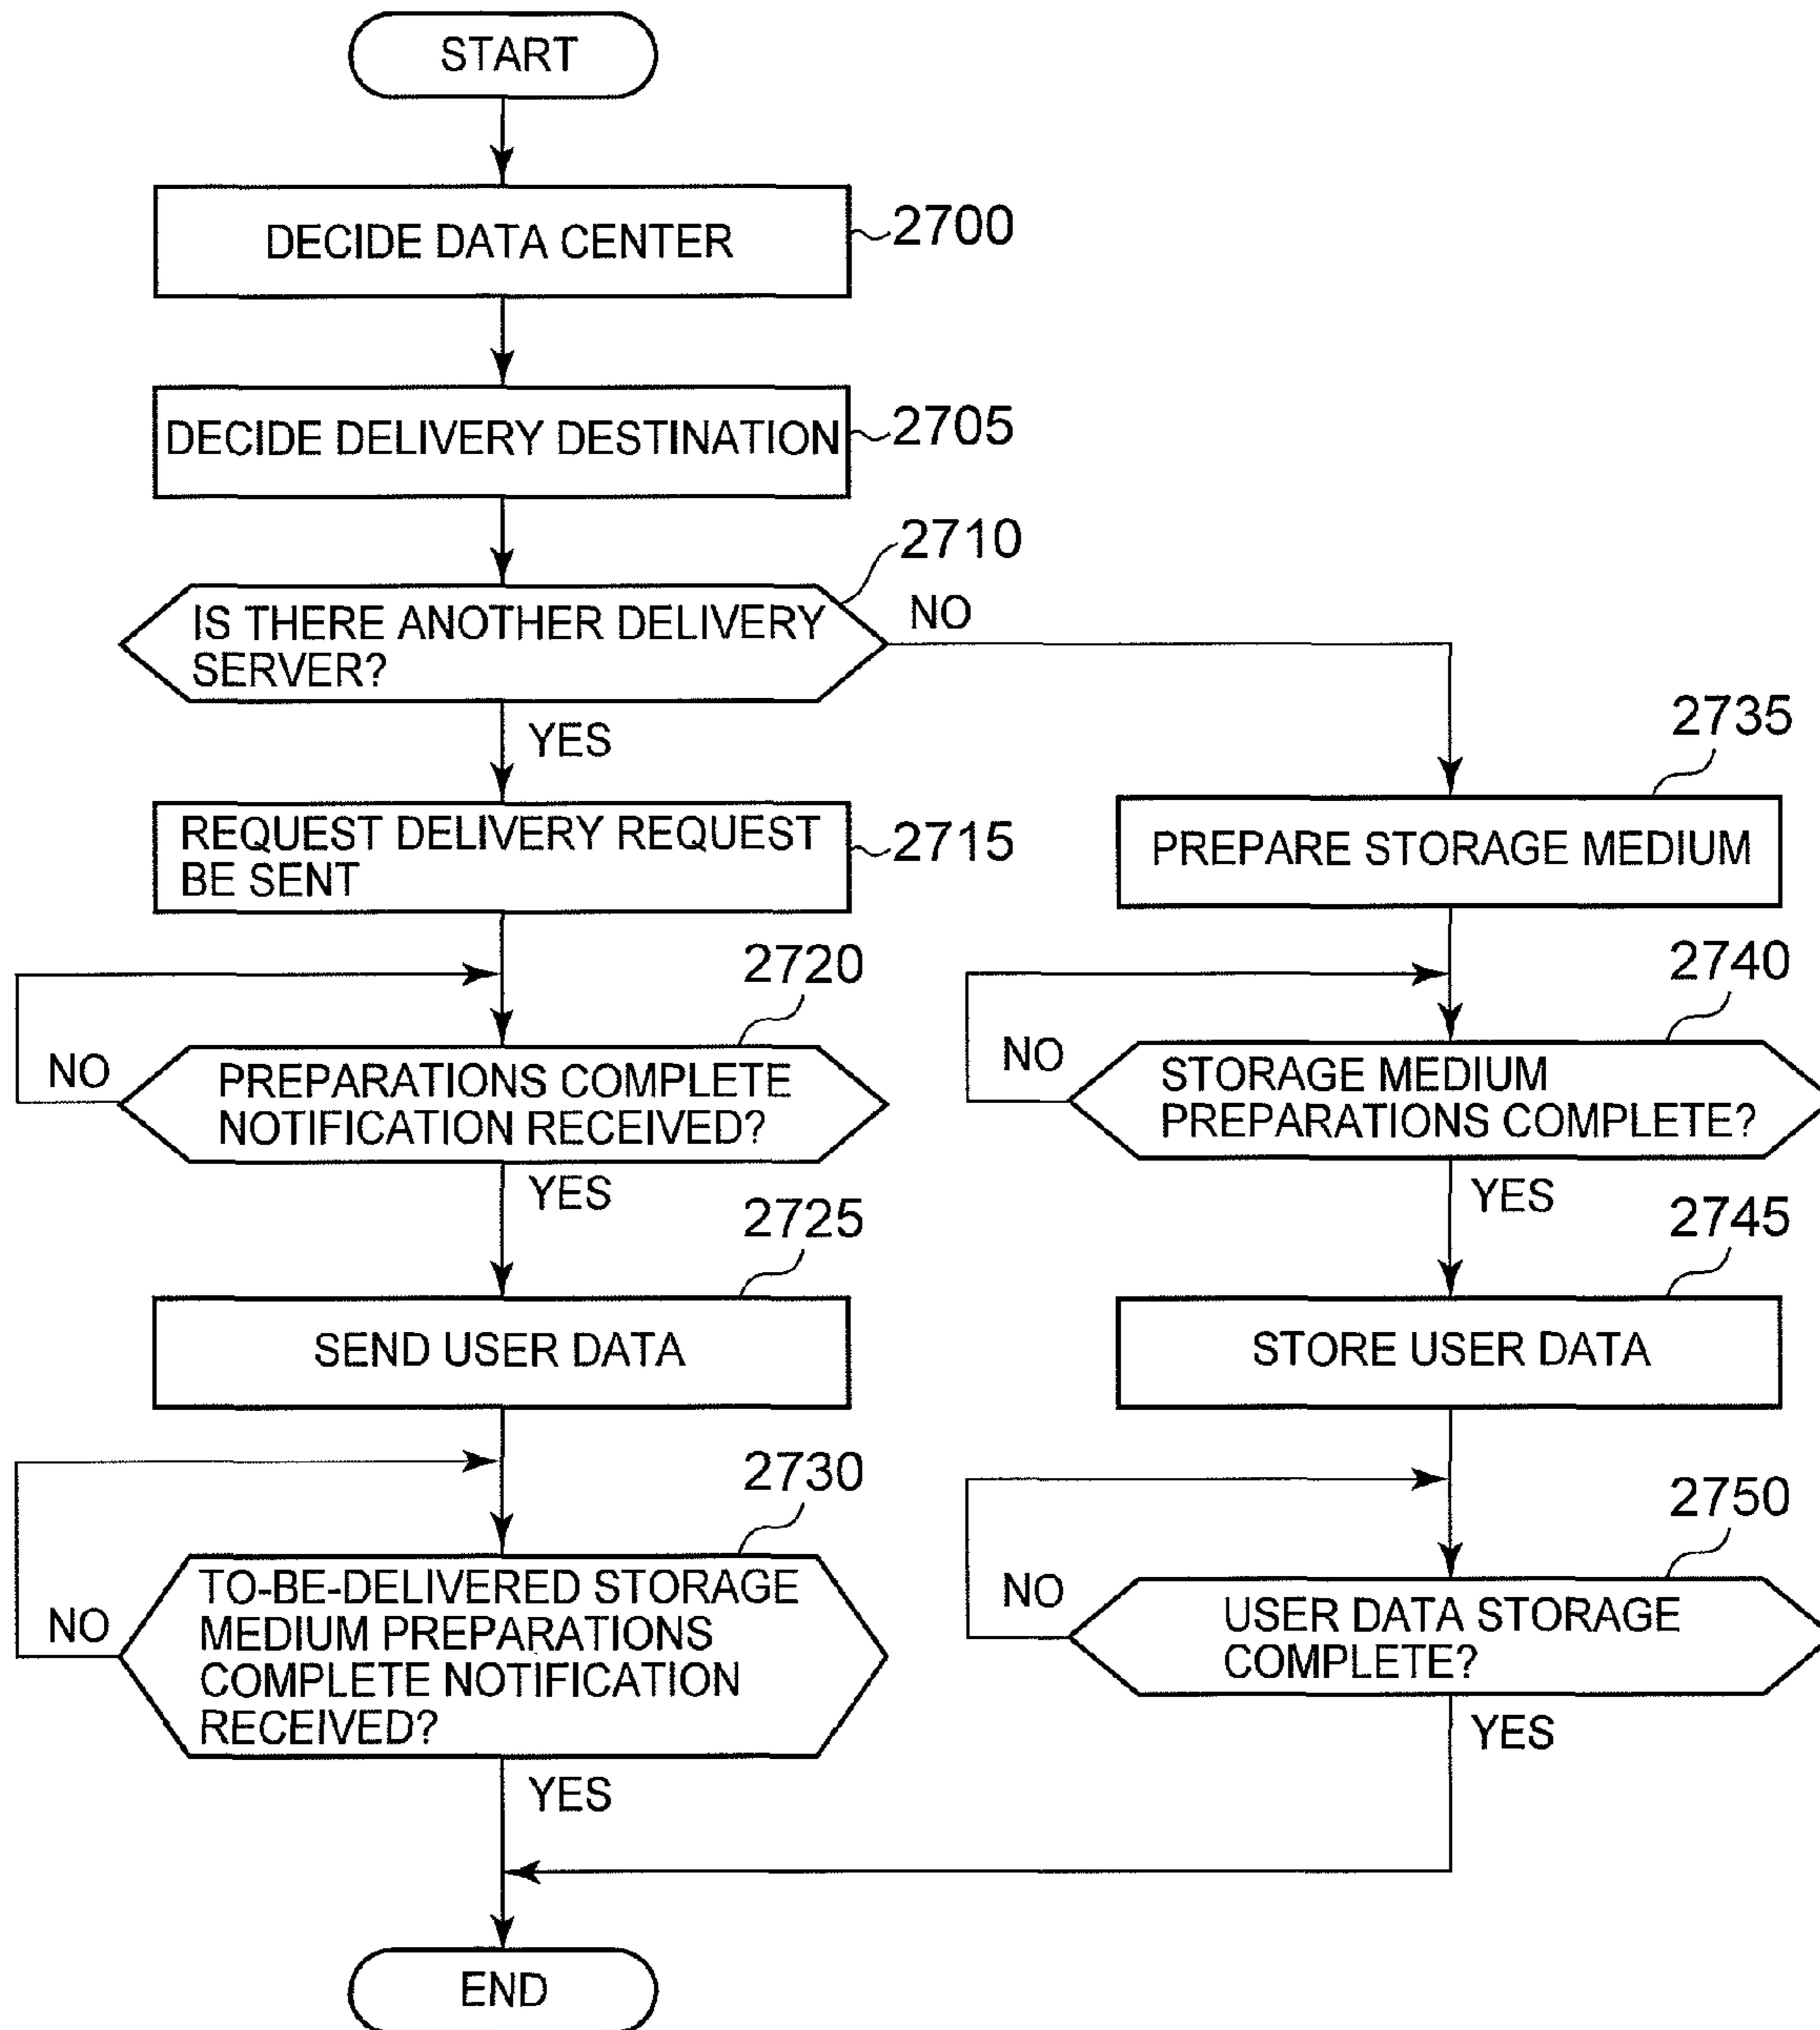 START
DECIDE DATA CENTER
2700
DECIDE DELIVERY DESTINATION
2705
2710
IS THERE ANOTHER DELIVERY
SERVER?
NO
YES
REQUEST DELIVERY REQUEST
BE SENT
2715
2720
NO
PREPARATIONS COMPLETE
NOTIFICATION RECEIVED?
YES
2725
SEND USER DATA
2730
NO
TO-BE-DELIVERED STORAGE
MEDIUM PREPARATIONS
COMPLETE NOTIFICATION
RECEIVED?
YES
2735
PREPARE STORAGE MEDIUM
2740
NO
STORAGE MEDIUM
PREPARATIONS COMPLETE?
YES
2745
STORE USER DATA
2750
NO
USER DATA STORAGE
COMPLETE?
YES
END